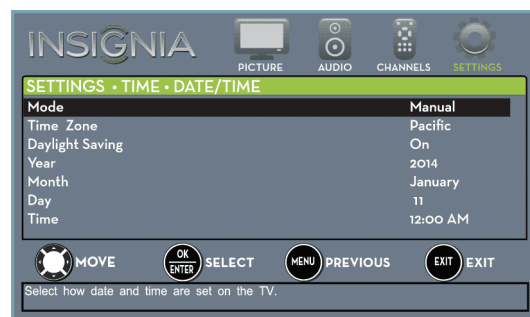 INSIGNIA
PICTURE AUDIO CHANNELS SETTINGS
SETTINGS • TIME • DATE/TIME
Mode Manual
Time Zone Pacific
Daylight Saving On
Year 2014
Month January
Day 11
Time 12:00 AM
MOVE OK ENTER SELECT MENU PREVIOUS EXIT EXIT
Select how date and time are set on the TV.